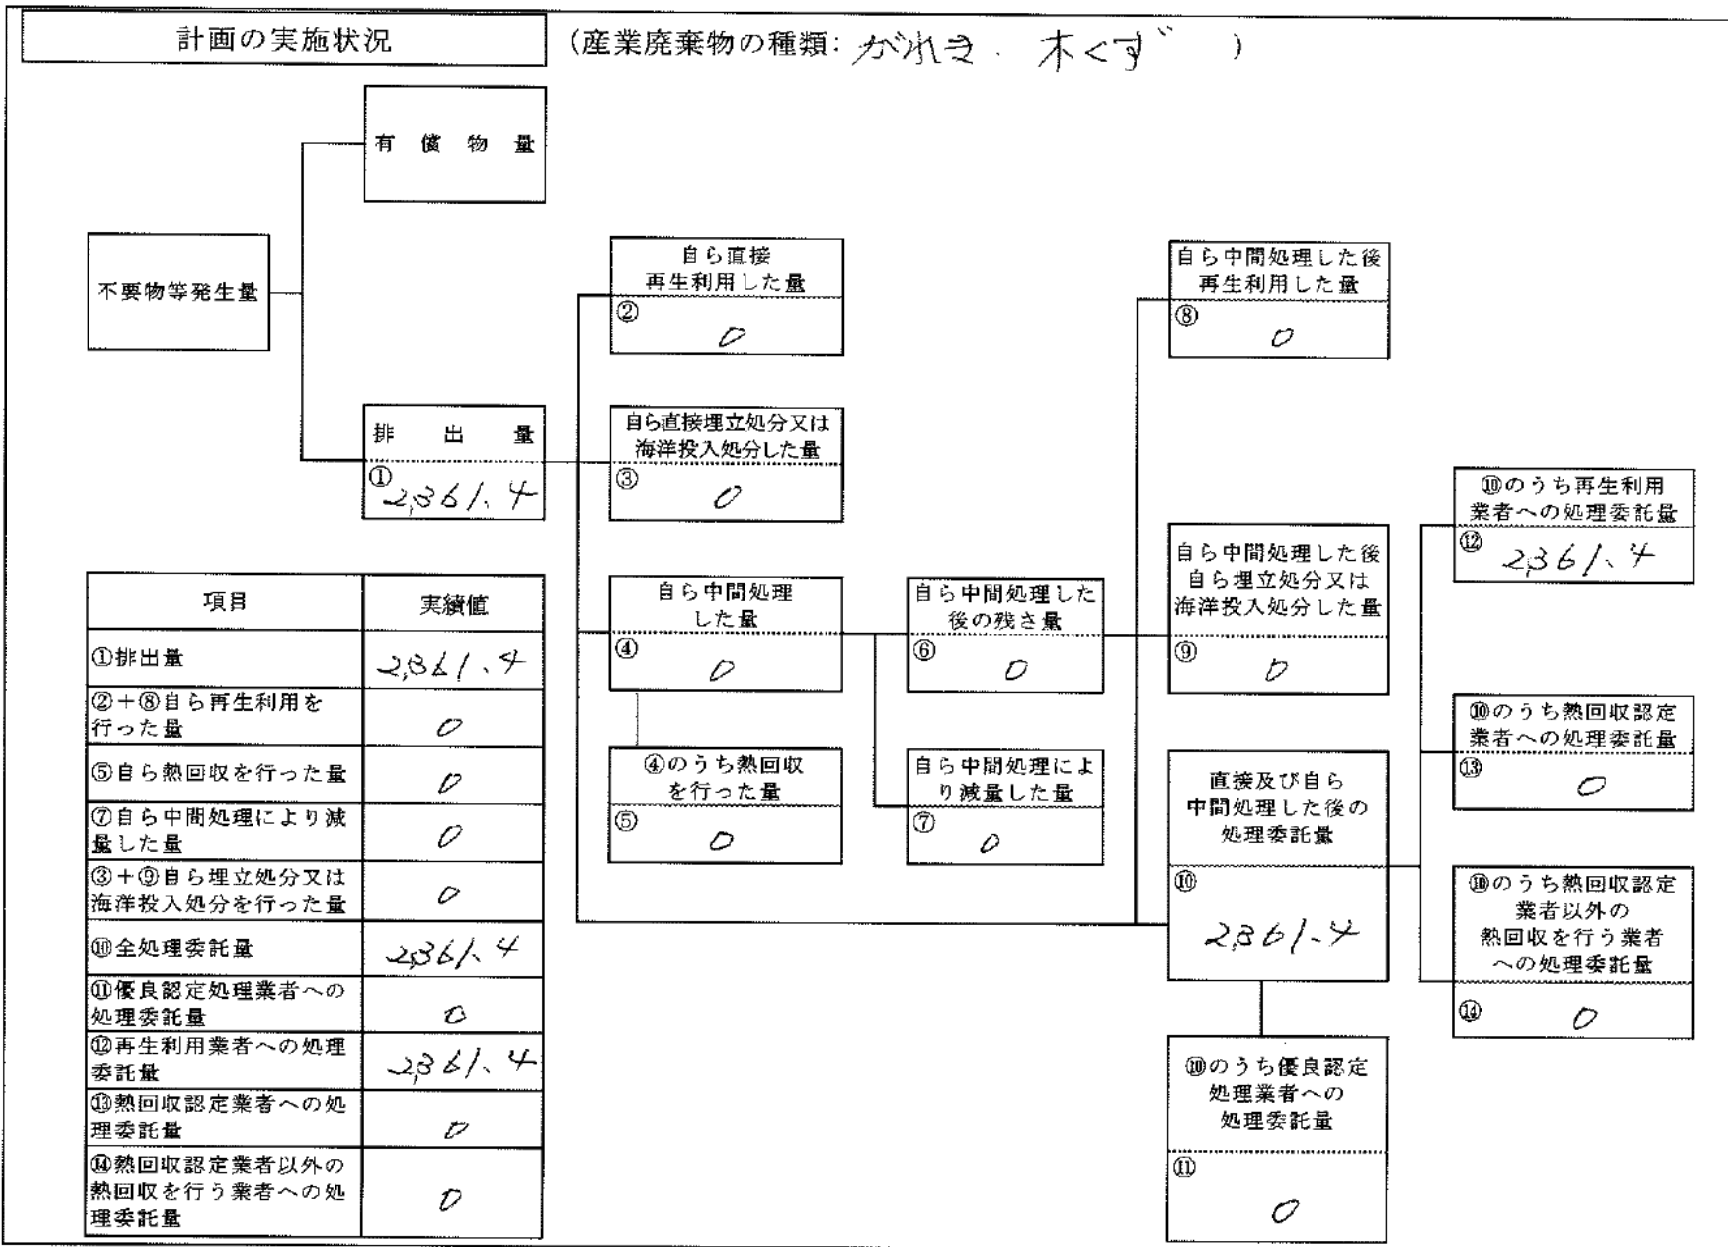 計画の実施状況
(産業廃棄物の種類: がれき. 木くず )
有償物量
不要物等発生量
排出量
① 2,361.4
自ら直接
再生利用した量
② 0
自ら直接埋立処分又は
海洋投入処分した量
③ 0
自ら中間処理
した量
④ 0
④のうち熱回収
を行った量
⑤ 0
自ら中間処理した
後の残さ量
⑥ 0
自ら中間処理によ
り減量した量
⑦ 0
自ら中間処理した後
再生利用した量
⑧ 0
自ら中間処理した後
自ら埋立処分又は
海洋投入処分した量
⑨ 0
直接及び自ら
中間処理した後の
処理委託量
⑩
2,361.4
⑩のうち優良認定
処理業者への
処理委託量
⑪
0
⑩のうち再生利用
業者への処理委託量
⑫ 2,361.4
⑩のうち熱回収認定
業者への処理委託量
⑬ 0
⑩のうち熱回収認定
業者以外の
熱回収を行う業者
への処理委託量
⑭ 0
項目 実績値
①排出量 2,361.4
②+⑧自ら再生利用を
行った量 0
⑤自ら熱回収を行った量 0
⑦自ら中間処理により減
量した量 0
③+⑨自ら埋立処分又は
海洋投入処分を行った量 0
⑩全処理委託量 2,361.4
⑪優良認定処理業者への
処理委託量 0
⑫再生利用業者への処理
委託量 2,361.4
⑬熱回収認定業者への処
理委託量 0
⑭熱回収認定業者以外の
熱回収を行う業者への処
理委託量 0